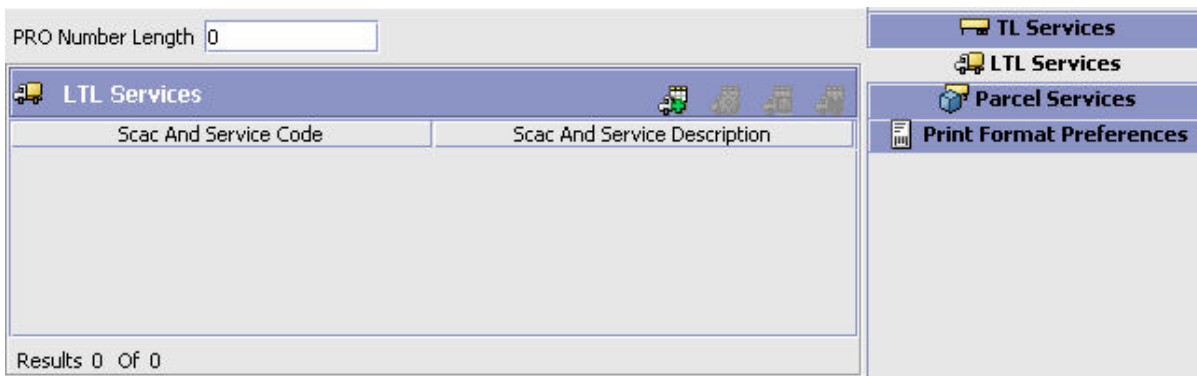 PRO Number Length 0
LTL Services
Scac And Service Code Scac And Service Description
Results 0 Of 0
TL Services
LTL Services
Parcel Services
Print Format Preferences